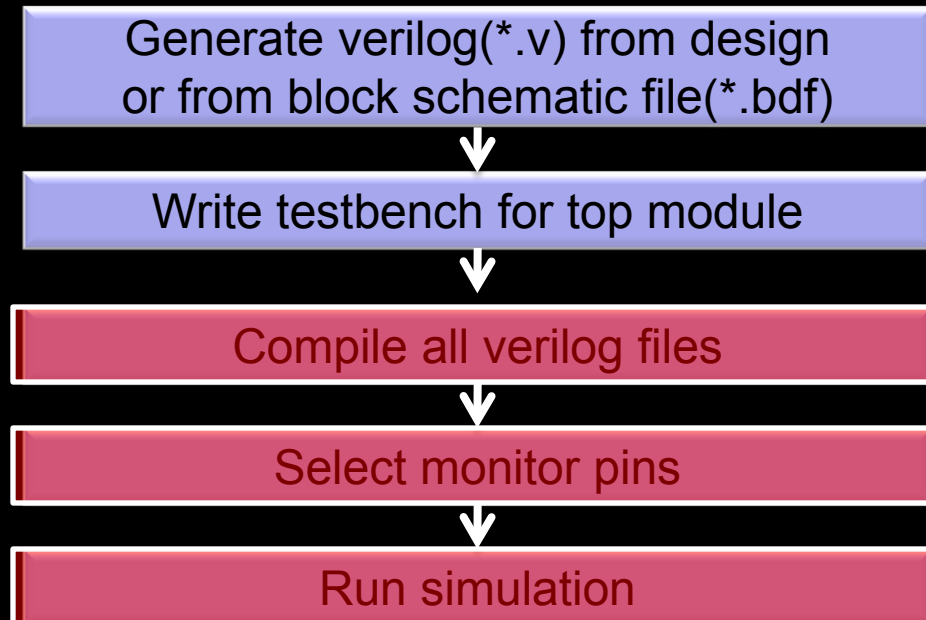 Generate verilog(*.v) from design
or from block schematic file(*.bdf)
Write testbench for top module
Compile all verilog files
Select monitor pins
Run simulation